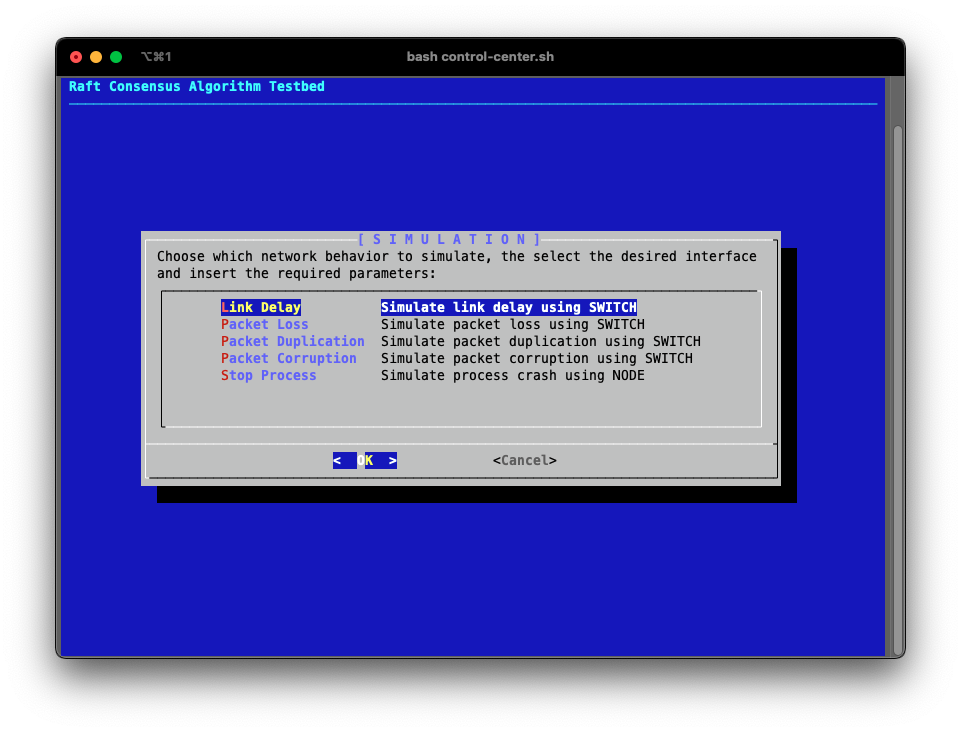 ⌥⌘1 bash control-center.sh
Raft Consensus Algorithm Testbed
[ S I M U L A T I O N ]
Choose which network behavior to simulate, the select the desired interface
and insert the required parameters:
Link Delay Simulate link delay using SWITCH
Packet Loss Simulate packet loss using SWITCH
Packet Duplication Simulate packet duplication using SWITCH
Packet Corruption Simulate packet corruption using SWITCH
Stop Process Simulate process crash using NODE
< OK > <Cancel>